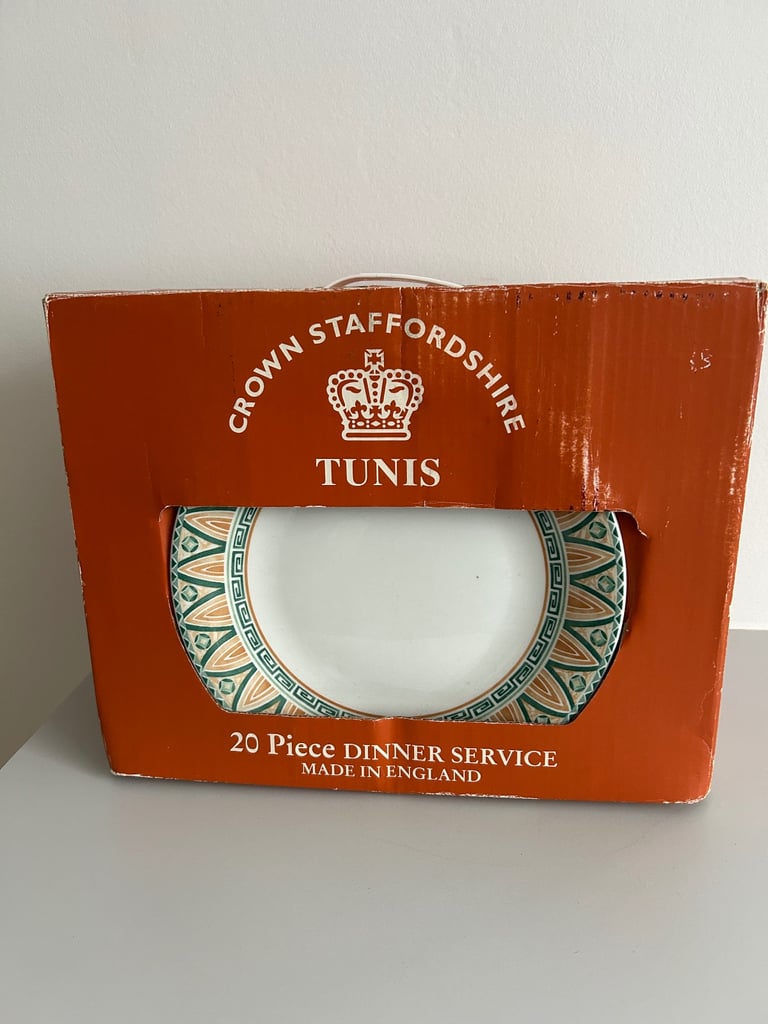 CROWN STAFFORDSHIRE
TUNIS
20 Piece DINNER SERVICE
MADE IN ENGLAND